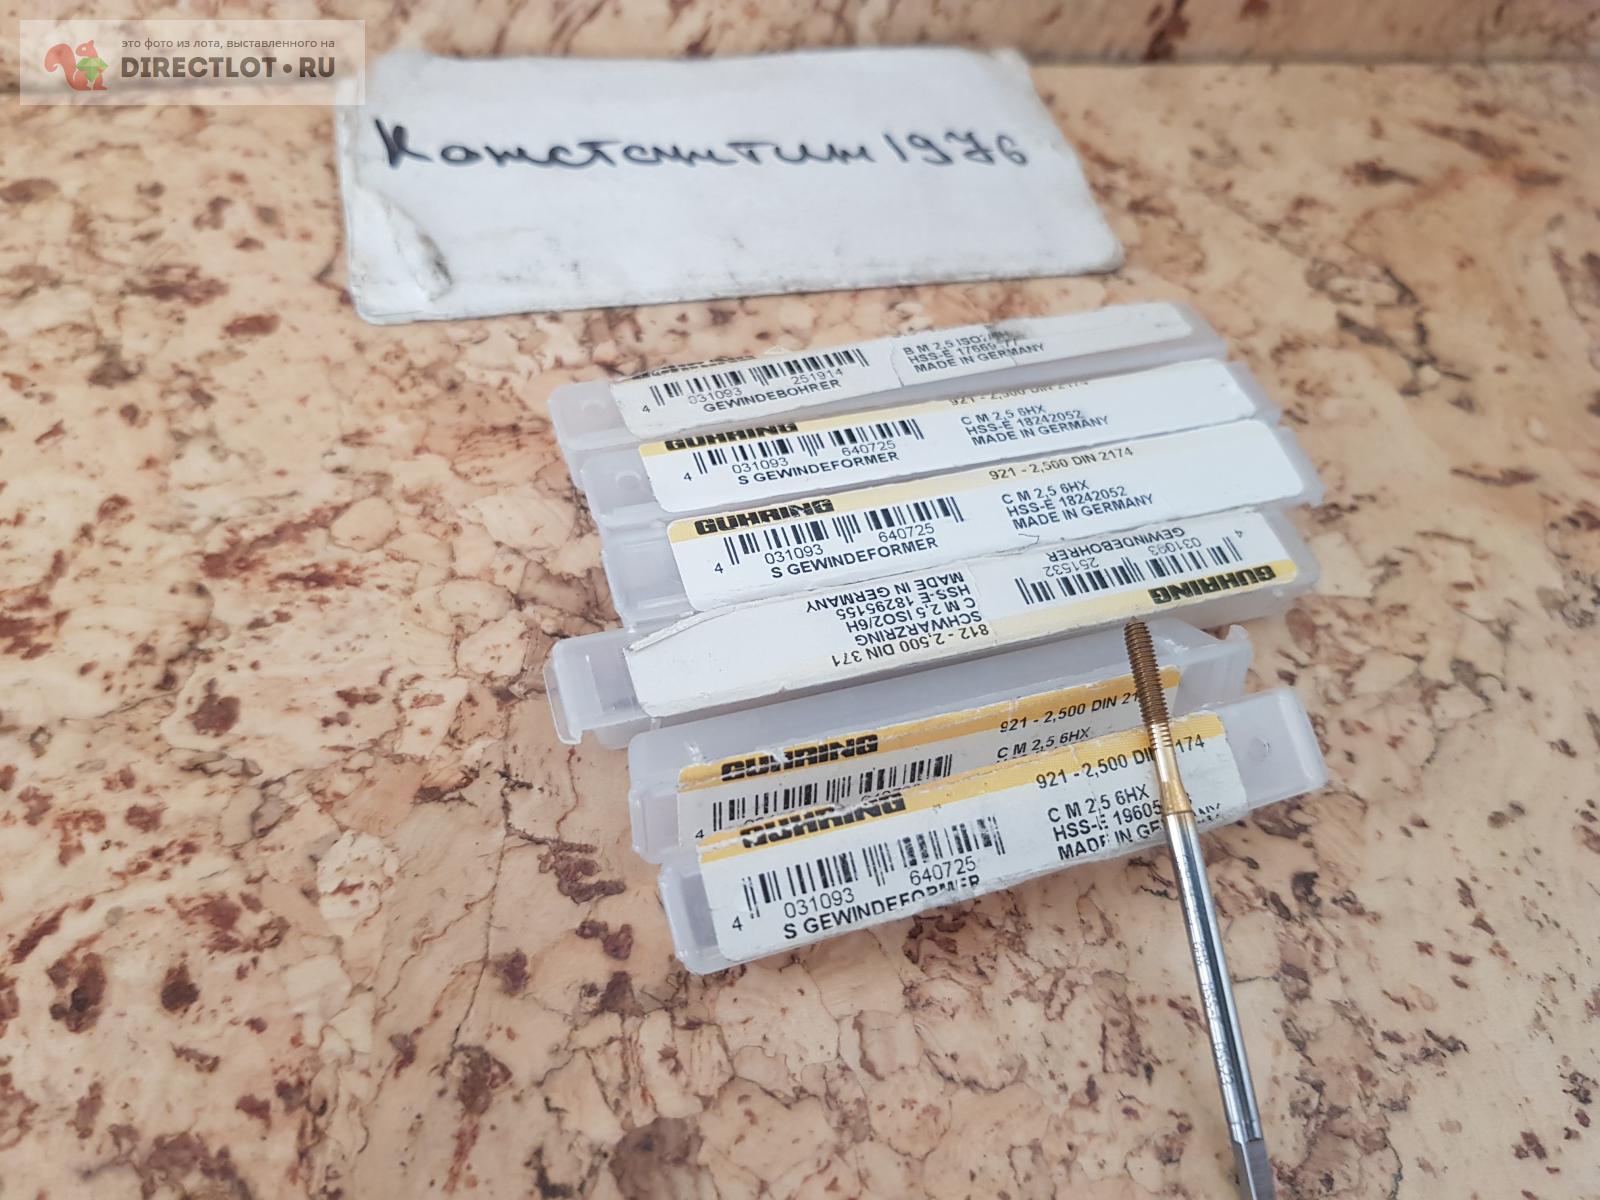 это фото из лота, выставленного на
DIRECTLOT•RU
Константин 1976
4 031093 251914
GEWINDEBOHRER
B M 2,5
HSS-E
MADE IN GERMANY
GUHRING
921 - 2,500 DIN 2174
4 031093 640725
S GEWINDEFORMER
C M 2,5 6HX
HSS-E 18242052
MADE IN GERMANY
GUHRING
921 - 2,500 DIN 2174
4 031093 640725
S GEWINDEFORMER
C M 2,5 6HX
HSS-E 18242052
MADE IN GERMANY
GUHRING
4 031093 251532
GEWINDEBOHRER
812 - 2,500 DIN 371
SCHWARZRING
C M 2,5 ISO2/6H
HSS-E 18295155
MADE IN GERMANY
GUHRING
921 - 2,500 DIN
4
C M 2,5 6HX
GUHRING
921 - 2,500 DIN 2174
4 031093 640725
S GEWINDEFORMER
C M 2,5 6HX
HSS-E
MADE IN